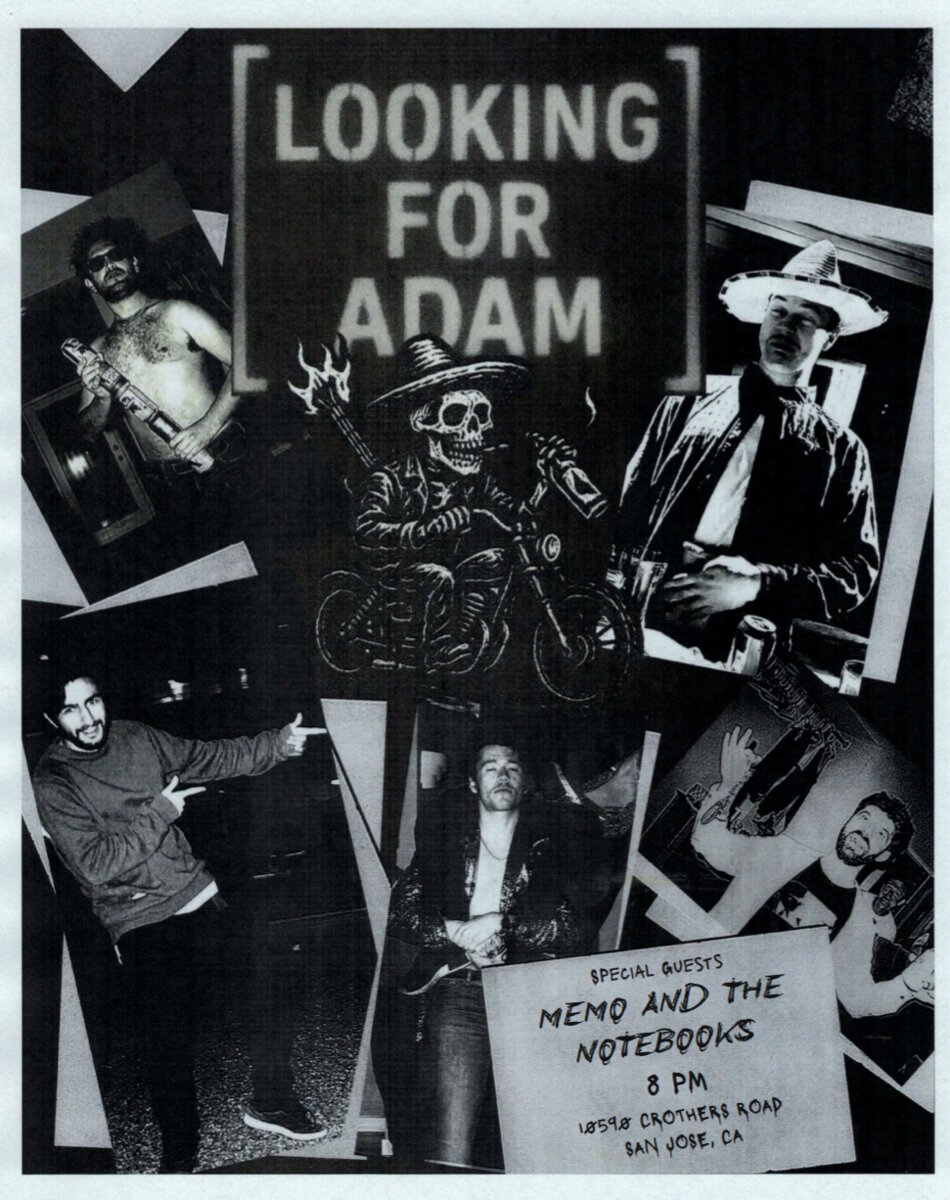 [LOOKING
FOR
ADAM]
SPECIAL GUESTS
MEMO AND THE
NOTEBOOKS
8 PM
10590 CROTHERS ROAD
SAN JOSE, CA